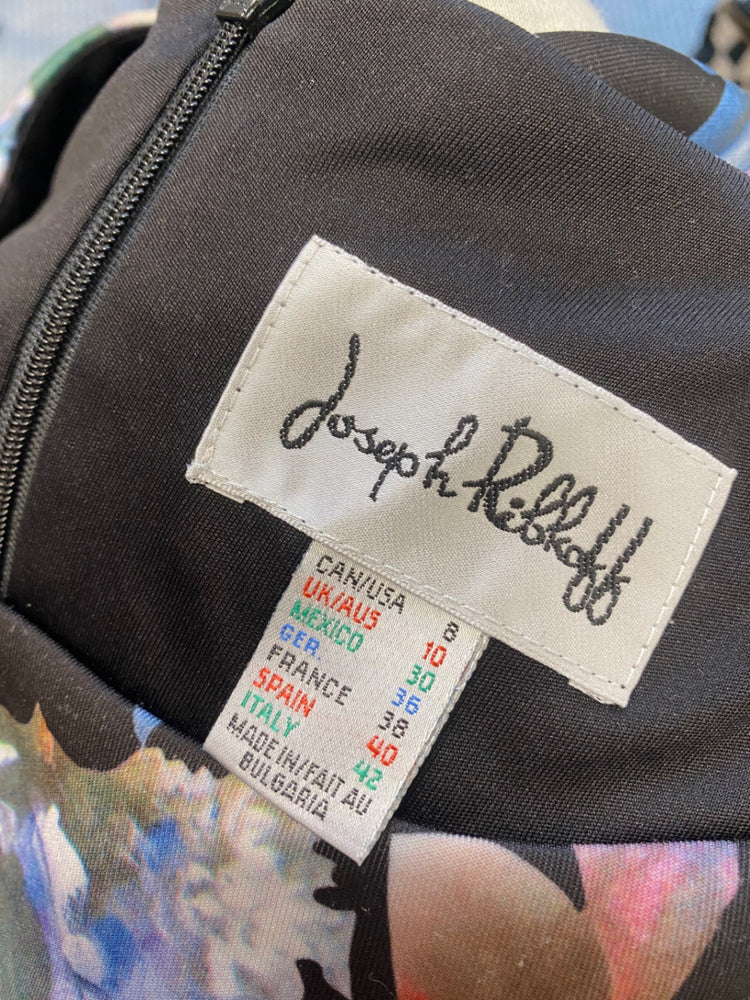 Joseph Ribkoff
CAN/USA 8
UK/AUS 10
MEXICO 30
GER. 36
FRANCE 38
SPAIN 40
ITALY 42
MADE IN/FAIT AU
BULGARIA